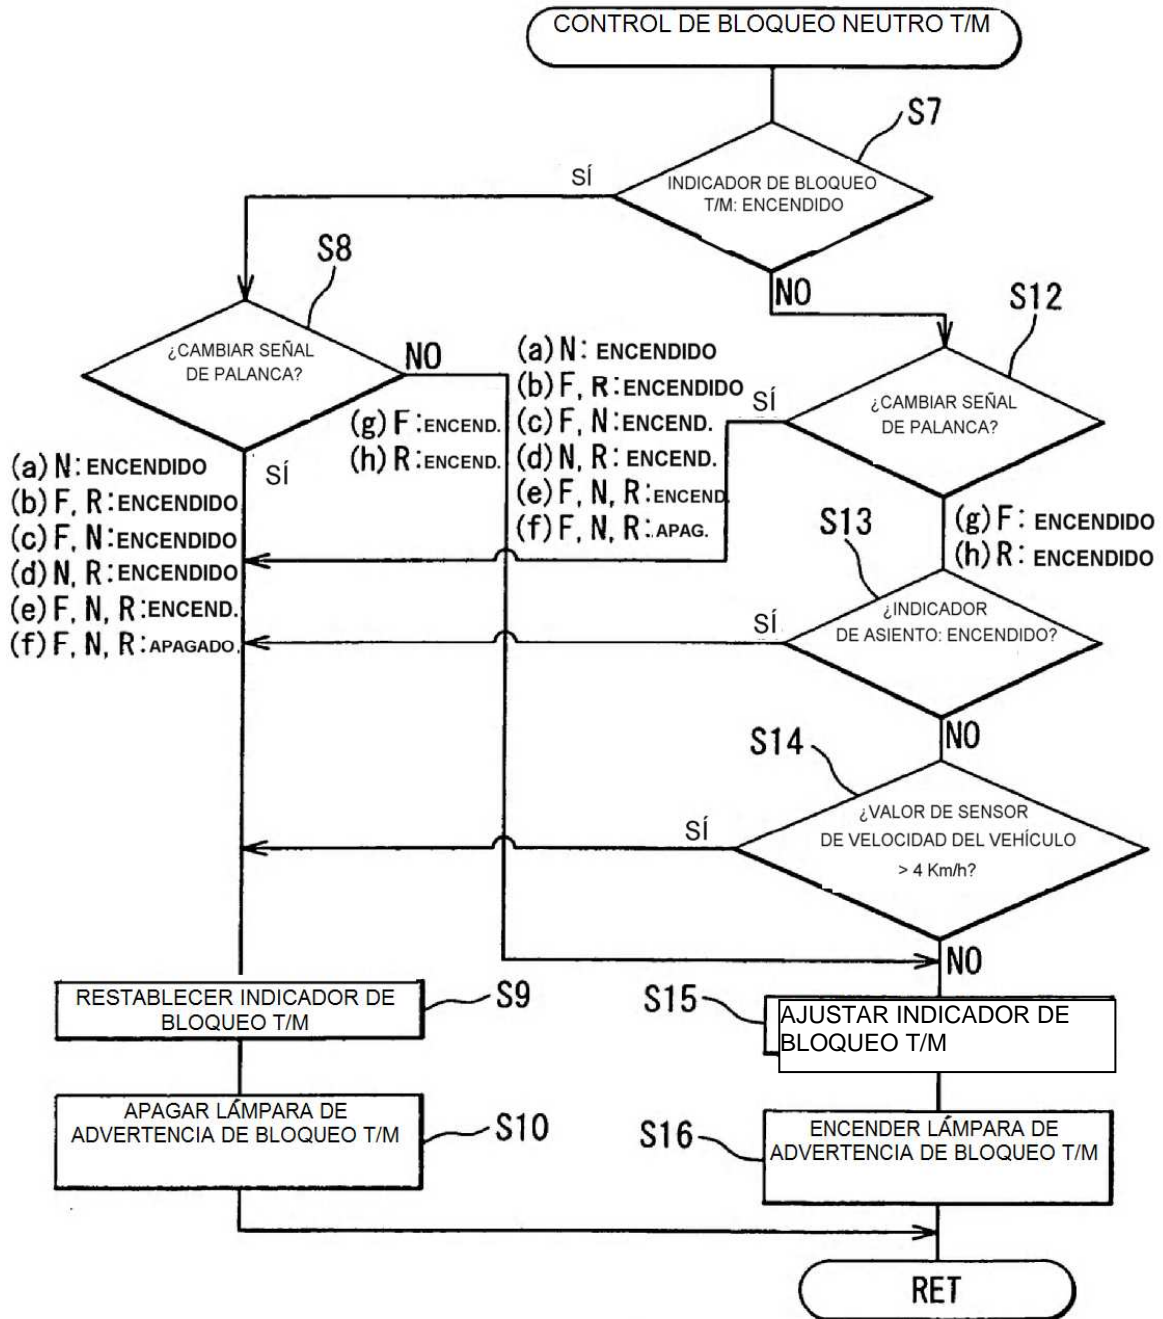 CONTROL DE BLOQUEO NEUTRO T/M
S7
SÍ
INDICADOR DE BLOQUEO
T/M: ENCENDIDO
NO
S8
¿CAMBIAR SEÑAL
DE PALANCA?
NO
SÍ
(g) F: ENCEND.
(h) R: ENCEND.
(a) N: ENCENDIDO
(b) F, R: ENCENDIDO
(c) F, N: ENCENDIDO
(d) N, R: ENCENDIDO
(e) F, N, R: ENCEND.
(f) F, N, R: APAGADO.
S12
¿CAMBIAR SEÑAL
DE PALANCA?
SÍ
(a) N: ENCENDIDO
(b) F, R: ENCENDIDO
(c) F, N: ENCEND.
(d) N, R: ENCEND.
(e) F, N, R: ENCEND.
(f) F, N, R: APAG.
(g) F: ENCENDIDO
(h) R: ENCENDIDO
S13
¿INDICADOR
DE ASIENTO: ENCENDIDO?
SÍ
NO
S14
¿VALOR DE SENSOR
DE VELOCIDAD DEL VEHÍCULO
> 4 Km/h?
SÍ
NO
RESTABLECER INDICADOR DE
BLOQUEO T/M
S9
APAGAR LÁMPARA DE
ADVERTENCIA DE BLOQUEO T/M
S10
S15
AJUSTAR INDICADOR DE
BLOQUEO T/M
S16
ENCENDER LÁMPARA DE
ADVERTENCIA DE BLOQUEO T/M
RET